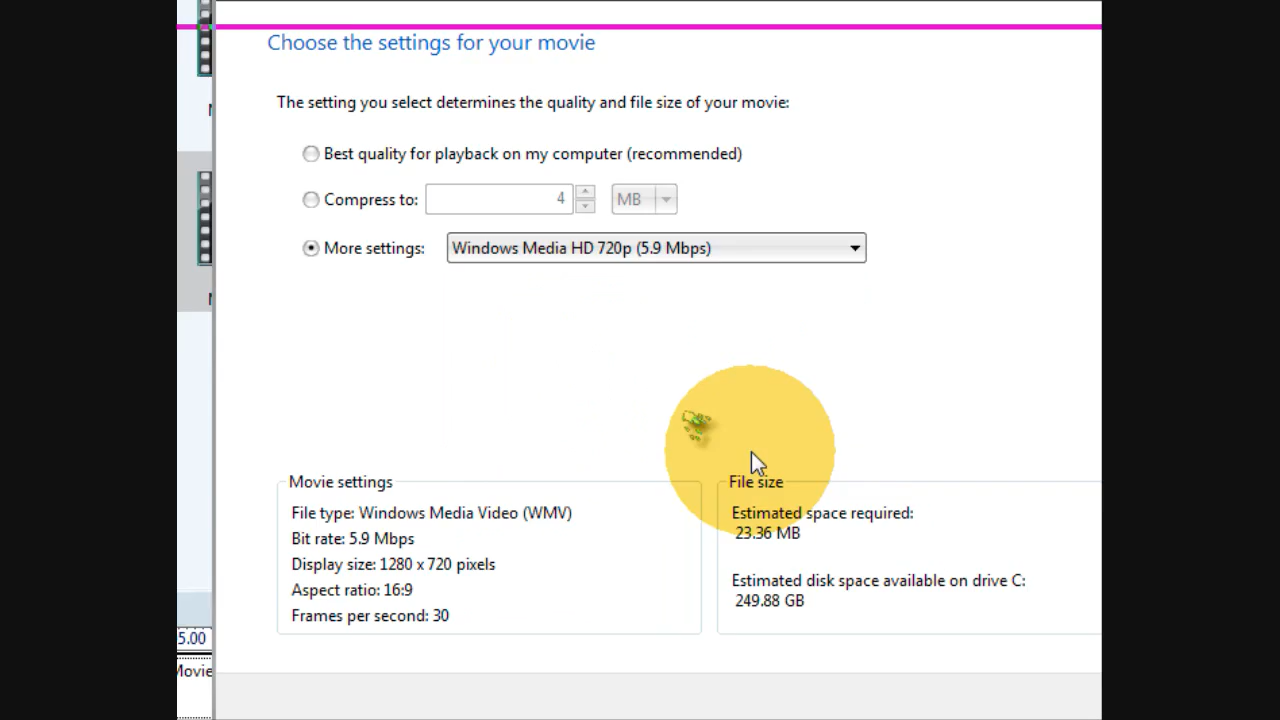 Choose the settings for your movie
The setting you select determines the quality and file size of your movie:
Best quality for playback on my computer (recommended)
Compress to: 4 MB
More settings: Windows Media HD 720p (5.9 Mbps)
Movie settings
File type: Windows Media Video (WMV)
Bit rate: 5.9 Mbps
Display size: 1280 x 720 pixels
Aspect ratio: 16:9
Frames per second: 30
File size
Estimated space required:
23.36 MB
Estimated disk space available on drive C:
249.88 GB
5.00
Movie